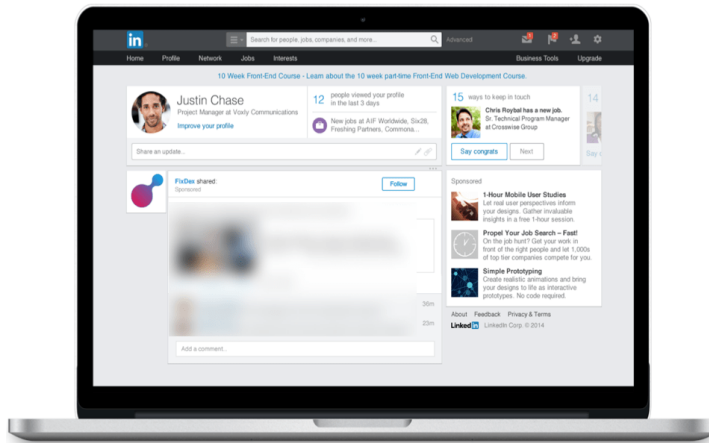 in
Search for people, jobs, companies, and more...
Advanced
Home Profile Network Jobs Interests
Business Tools Upgrade
10 Week Front-End Course - Learn about the 10 week part-time Front-End Web Development Course.
Justin Chase
Project Manager at Voxly Communications
Improve your profile
12 people viewed your profile
in the last 3 days
New jobs at AIF Worldwide, Six28,
Freshing Partners, Commons...
Share an update...
15 ways to keep in touch
Chris Roybal has a new job.
Sr. Technical Program Manager
at Crosswise Group
Say congrats Next
14
Say
FixDex shared:
Sponsored
Follow
35m
25m
Add a comment...
Sponsored
1-Hour Mobile User Studies
Let real user perspectives inform
your designs. Gather invaluable
insights in a free 1-hour session.
Propel Your Job Search – Fast!
On the job hunt? Get your work in
front of the right people and let 1,000s
of top tier companies compete for you.
Simple Prototyping
Create realistic animations and bring
your designs to life as interactive
prototypes. No code required.
About Feedback Privacy & Terms
Linked in LinkedIn Corp. © 2014